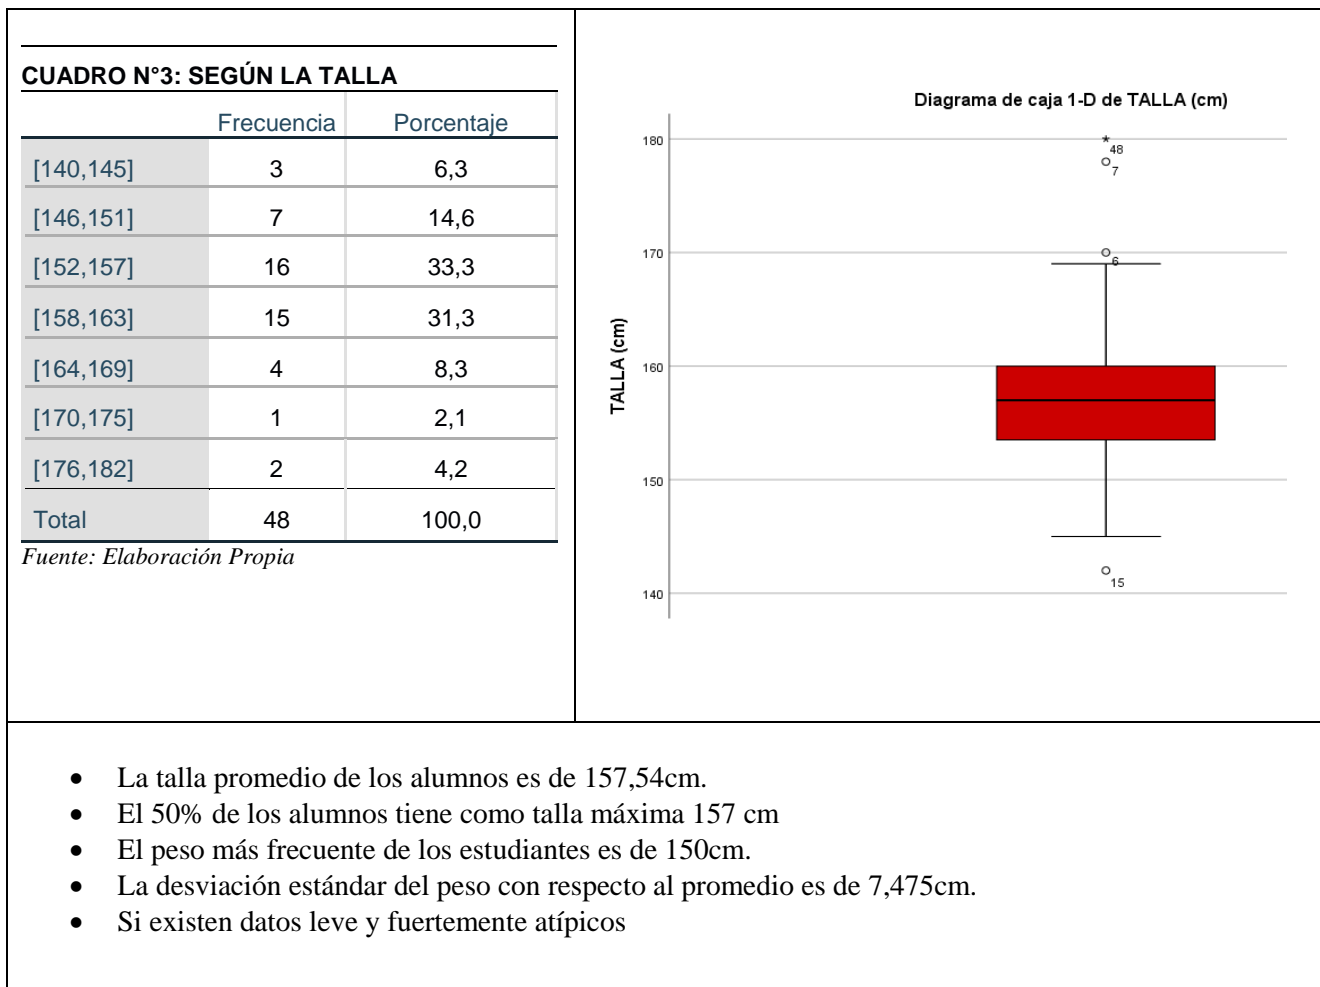 CUADRO N°3: SEGÚN LA TALLA
Frecuencia Porcentaje
[140,145] 3 6,3
[146,151] 7 14,6
[152,157] 16 33,3
[158,163] 15 31,3
[164,169] 4 8,3
[170,175] 1 2,1
[176,182] 2 4,2
Total 48 100,0
Fuente: Elaboración Propia
Diagrama de caja 1-D de TALLA (cm)
TALLA (cm)
180
170
160
150
140
48
7
6
15
• La talla promedio de los alumnos es de 157,54cm.
• El 50% de los alumnos tiene como talla máxima 157 cm
• El peso más frecuente de los estudiantes es de 150cm.
• La desviación estándar del peso con respecto al promedio es de 7,475cm.
• Si existen datos leve y fuertemente atípicos